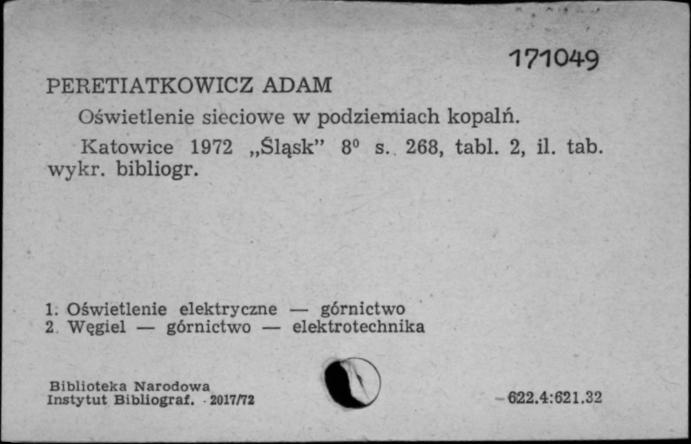 171049
PERETIATKOWICZ ADAM
Oświetlenie sieciowe w podziemiach kopalń.
Katowice 1972 „Śląsk” 8⁰ s. 268, tabl. 2, il. tab.
wykr. bibliogr.
1. Oświetlenie elektryczne — górnictwo
2. Węgiel — górnictwo — elektrotechnika
Biblioteka Narodowa
Instytut Bibliograf. 2017/72
622.4:621.32